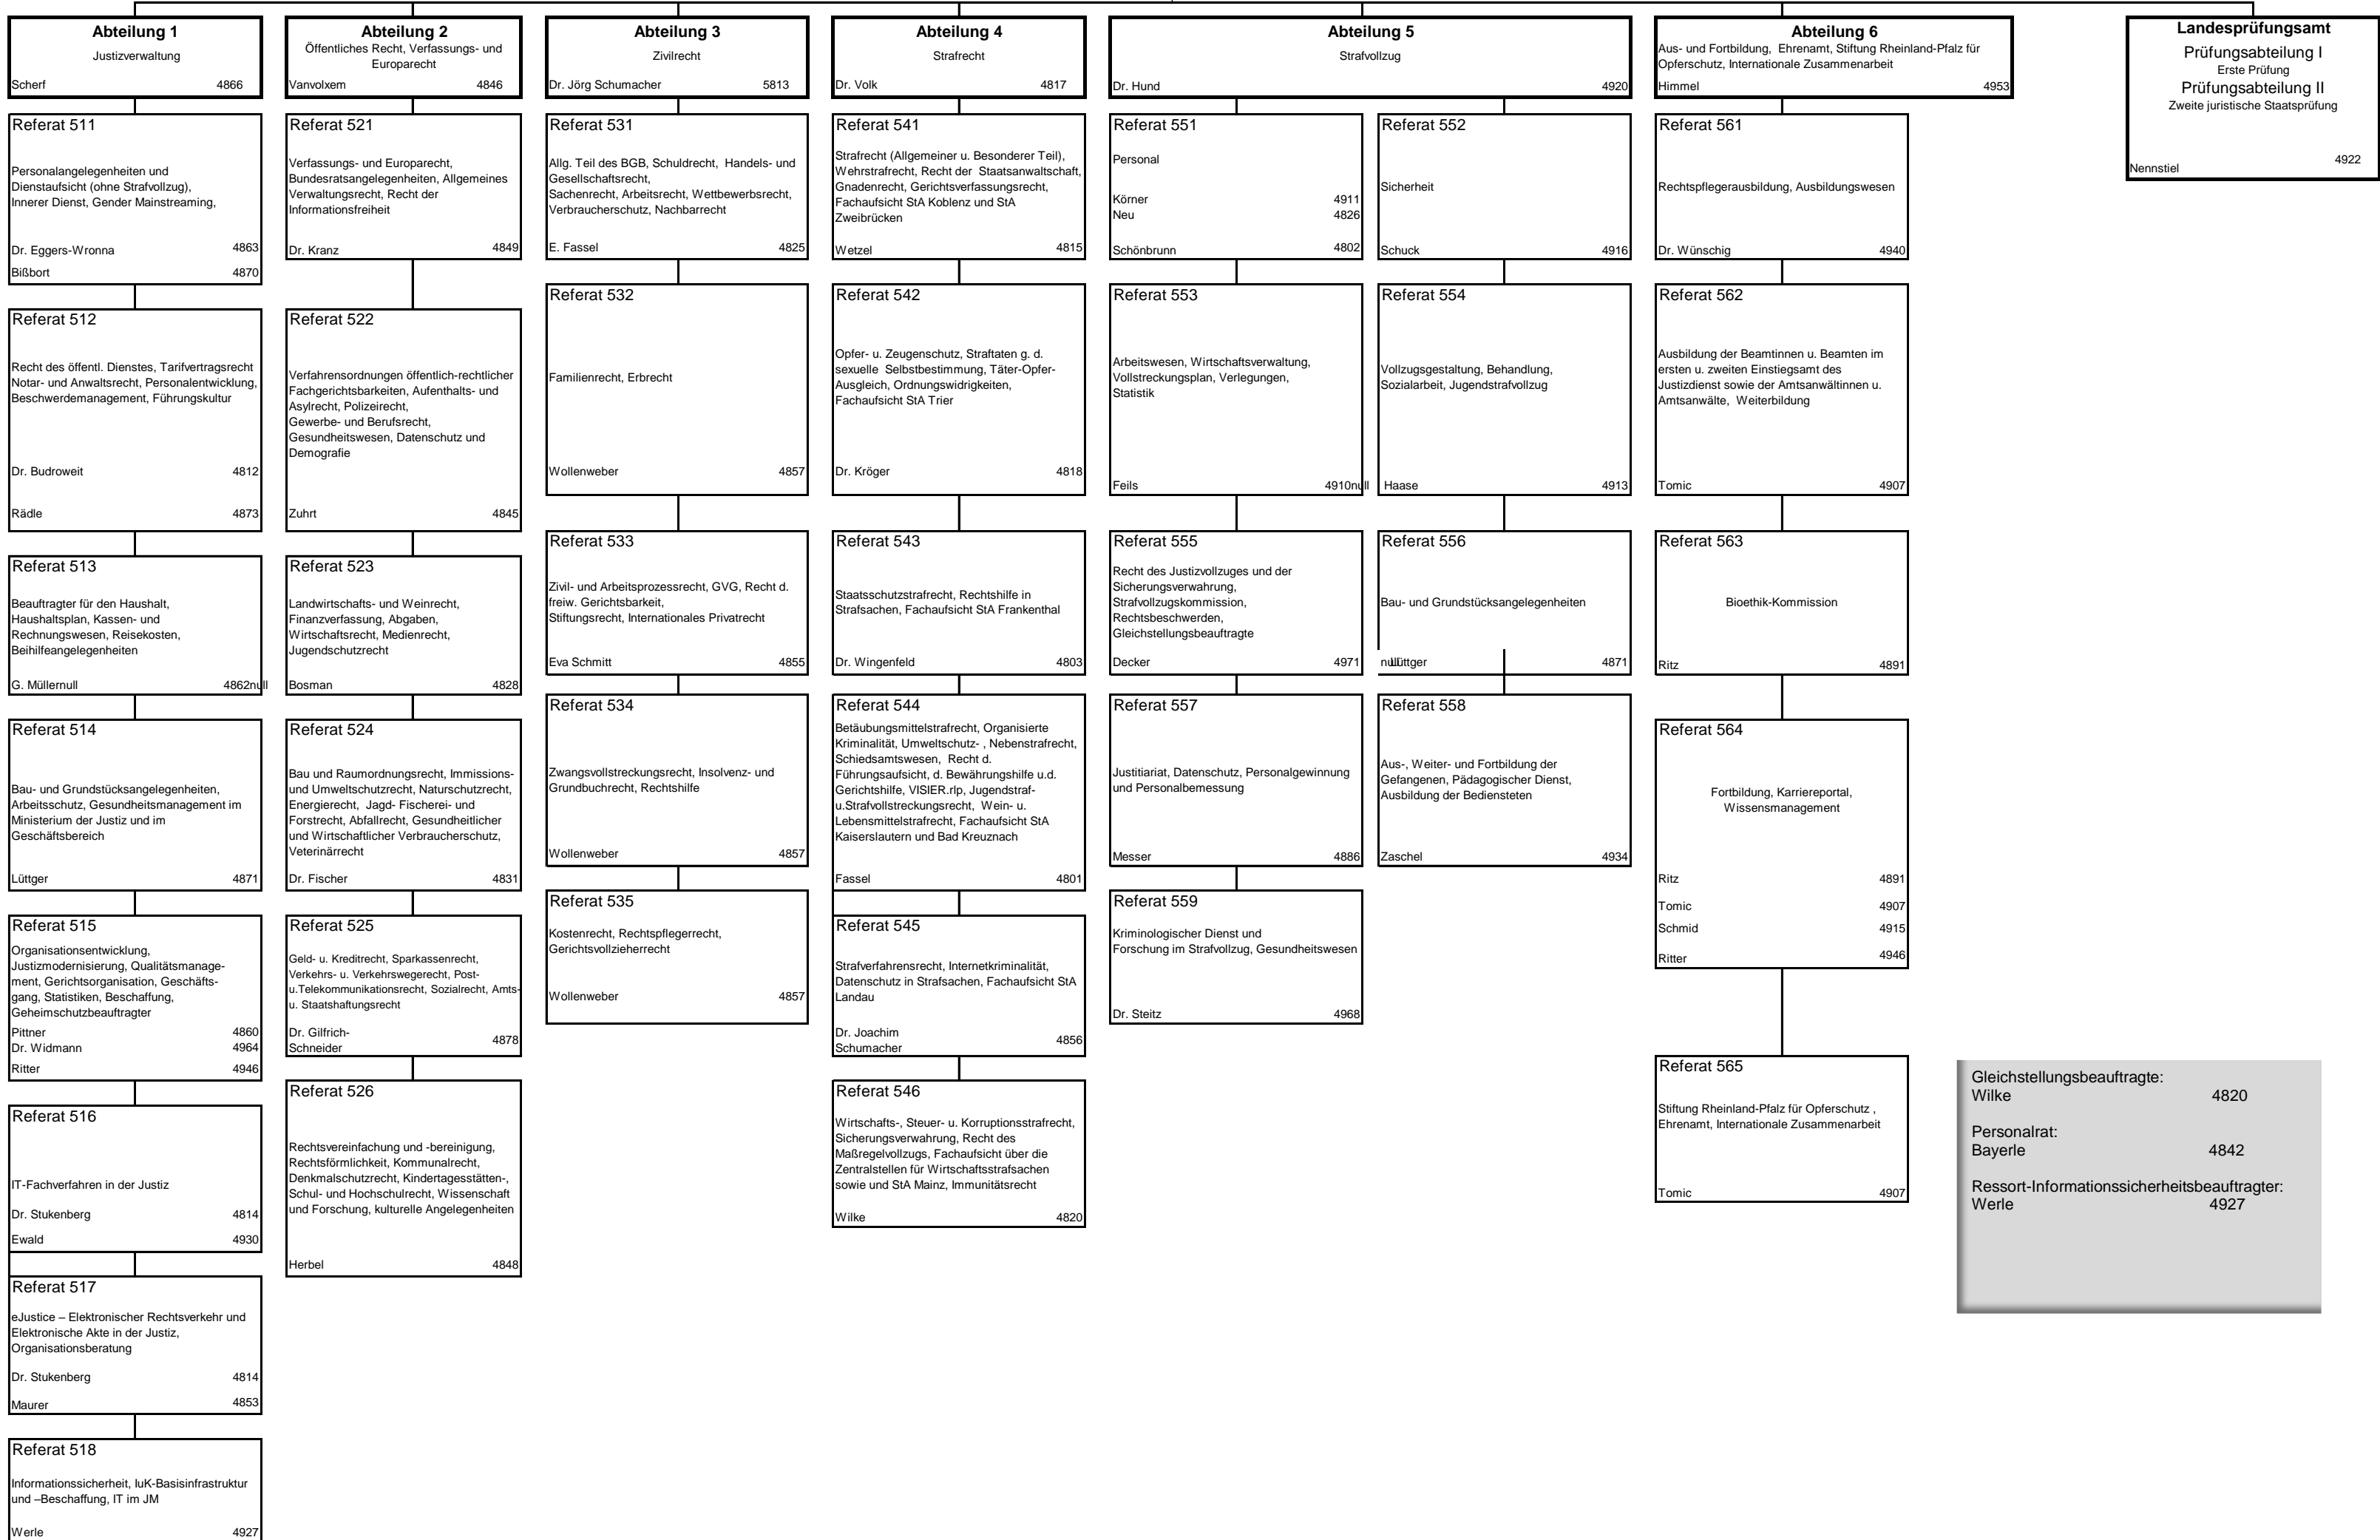 Abteilung 1
Justizverwaltung
Scherf 4866
Referat 511
Personalangelegenheiten und
Dienstaufsicht (ohne Strafvollzug),
Innerer Dienst, Gender Mainstreaming,
Dr. Eggers-Wronna 4863
Bißbort 4870
Referat 512
Recht des öffentl. Dienstes, Tarifvertragsrecht
Notar- und Anwaltsrecht, Personalentwicklung,
Beschwerdemanagement, Führungskultur
Dr. Budroweit 4812
Rädle 4873
Referat 513
Beauftragter für den Haushalt,
Haushaltsplan, Kassen- und
Rechnungswesen, Reisekosten,
Beihilfeangelegenheiten
G. Müllernull 4862null
Referat 514
Bau- und Grundstücksangelegenheiten,
Arbeitsschutz, Gesundheitsmanagement im
Ministerium der Justiz und im
Geschäftsbereich
Lüttger 4871
Referat 515
Organisationsentwicklung,
Justizmodernisierung, Qualitätsmanage-
ment, Gerichtsorganisation, Geschäfts-
gang, Statistiken, Beschaffung,
Geheimschutzbeauftragter
Pittner 4860
Dr. Widmann 4964
Ritter 4946
Referat 516
IT-Fachverfahren in der Justiz
Dr. Stukenberg 4814
Ewald 4930
Referat 517
eJustice – Elektronischer Rechtsverkehr und
Elektronische Akte in der Justiz,
Organisationsberatung
Dr. Stukenberg 4814
Maurer 4853
Referat 518
Informationssicherheit, IuK-Basisinfrastruktur
und –Beschaffung, IT im JM
Werle 4927
Abteilung 2
Öffentliches Recht, Verfassungs- und
Europarecht
Vanvolxem 4846
Referat 521
Verfassungs- und Europarecht,
Bundesratsangelegenheiten, Allgemeines
Verwaltungsrecht, Recht der
Informationsfreiheit
Dr. Kranz 4849
Referat 522
Verfahrensordnungen öffentlich-rechtlicher
Fachgerichtsbarkeiten, Aufenthalts- und
Asylrecht, Polizeirecht,
Gewerbe- und Berufsrecht,
Gesundheitswesen, Datenschutz und
Demografie
Zuhrt 4845
Referat 523
Landwirtschafts- und Weinrecht,
Finanzverfassung, Abgaben,
Wirtschaftsrecht, Medienrecht,
Jugendschutzrecht
Bosman 4828
Referat 524
Bau und Raumordnungsrecht, Immissions-
und Umweltschutzrecht, Naturschutzrecht,
Energierecht, Jagd- Fischerei- und
Forstrecht, Abfallrecht, Gesundheitlicher
und Wirtschaftlicher Verbraucherschutz,
Veterinärrecht
Dr. Fischer 4831
Referat 525
Geld- u. Kreditrecht, Sparkassenrecht,
Verkehrs- u. Verkehrswegerecht, Post-
u.Telekommunikationsrecht, Sozialrecht, Amts-
u. Staatshaftungsrecht
Dr. Gilfrich-
Schneider 4878
Referat 526
Rechtsvereinfachung und -bereinigung,
Rechtsförmlichkeit, Kommunalrecht,
Denkmalschutzrecht, Kindertagesstätten-,
Schul- und Hochschulrecht, Wissenschaft
und Forschung, kulturelle Angelegenheiten
Herbel 4848
Abteilung 3
Zivilrecht
Dr. Jörg Schumacher 5813
Referat 531
Allg. Teil des BGB, Schuldrecht, Handels- und
Gesellschaftsrecht,
Sachenrecht, Arbeitsrecht, Wettbewerbsrecht,
Verbraucherschutz, Nachbarrecht
E. Fassel 4825
Referat 532
Familienrecht, Erbrecht
Wollenweber 4857
Referat 533
Zivil- und Arbeitsprozessrecht, GVG, Recht d.
freiw. Gerichtsbarkeit,
Stiftungsrecht, Internationales Privatrecht
Eva Schmitt 4855
Referat 534
Zwangsvollstreckungsrecht, Insolvenz- und
Grundbuchrecht, Rechtshilfe
Wollenweber 4857
Referat 535
Kostenrecht, Rechtspflegerrecht,
Gerichtsvollzieherrecht
Wollenweber 4857
Abteilung 4
Strafrecht
Dr. Volk 4817
Referat 541
Strafrecht (Allgemeiner u. Besonderer Teil),
Wehrstrafrecht, Recht der Staatsanwaltschaft,
Gnadenrecht, Gerichtsverfassungsrecht,
Fachaufsicht StA Koblenz und StA
Zweibrücken
Wetzel 4815
Referat 542
Opfer- u. Zeugenschutz, Straftaten g. d.
sexuelle Selbstbestimmung, Täter-Opfer-
Ausgleich, Ordnungswidrigkeiten,
Fachaufsicht StA Trier
Dr. Kröger 4818
Referat 543
Staatsschutzstrafrecht, Rechtshilfe in
Strafsachen, Fachaufsicht StA Frankenthal
Dr. Wingenfeld 4803
Referat 544
Betäubungsmittelstrafrecht, Organisierte
Kriminalität, Umweltschutz- , Nebenstrafrecht,
Schiedsamtswesen, Recht d.
Führungsaufsicht, d. Bewährungshilfe u.d.
Gerichtshilfe, VISIER.rlp, Jugendstraf-
u.Strafvollstreckungsrecht, Wein- u.
Lebensmittelstrafrecht, Fachaufsicht StA
Kaiserslautern und Bad Kreuznach
Fassel 4801
Referat 545
Strafverfahrensrecht, Internetkriminalität,
Datenschutz in Strafsachen, Fachaufsicht StA
Landau
Dr. Joachim
Schumacher 4856
Referat 546
Wirtschafts-, Steuer- u. Korruptionsstrafrecht,
Sicherungsverwahrung, Recht des
Maßregelvollzugs, Fachaufsicht über die
Zentralstellen für Wirtschaftsstrafsachen
sowie und StA Mainz, Immunitätsrecht
Wilke 4820
Abteilung 5
Strafvollzug
Dr. Hund 4920
Referat 551
Personal
Körner 4911
Neu 4826
Schönbrunn 4802
Referat 552
Sicherheit
Schuck 4916
Referat 553
Arbeitswesen, Wirtschaftsverwaltung,
Vollstreckungsplan, Verlegungen,
Statistik
Feils 4910null
Referat 554
Vollzugsgestaltung, Behandlung,
Sozialarbeit, Jugendstrafvollzug
Haase 4913
Referat 555
Recht des Justizvollzuges und der
Sicherungsverwahrung,
Strafvollzugskommission,
Rechtsbeschwerden,
Gleichstellungsbeauftragte
Decker 4971
Referat 556
Bau- und Grundstücksangelegenheiten
nullLüttger 4871
Referat 557
Justitiariat, Datenschutz, Personalgewinnung
und Personalbemessung
Messer 4886
Referat 558
Aus-, Weiter- und Fortbildung der
Gefangenen, Pädagogischer Dienst,
Ausbildung der Bediensteten
Zaschel 4934
Referat 559
Kriminologischer Dienst und
Forschung im Strafvollzug, Gesundheitswesen
Dr. Steitz 4968
Abteilung 6
Aus- und Fortbildung, Ehrenamt, Stiftung Rheinland-Pfalz für
Opferschutz, Internationale Zusammenarbeit
Himmel 4953
Referat 561
Rechtspflegerausbildung, Ausbildungswesen
Dr. Wünschig 4940
Referat 562
Ausbildung der Beamtinnen u. Beamten im
ersten u. zweiten Einstiegsamt des
Justizdienst sowie der Amtsanwältinnen u.
Amtsanwälte, Weiterbildung
Tomic 4907
Referat 563
Bioethik-Kommission
Ritz 4891
Referat 564
Fortbildung, Karriereportal,
Wissensmanagement
Ritz 4891
Tomic 4907
Schmid 4915
Ritter 4946
Referat 565
Stiftung Rheinland-Pfalz für Opferschutz ,
Ehrenamt, Internationale Zusammenarbeit
Tomic 4907
Landesprüfungsamt
Prüfungsabteilung I
Erste Prüfung
Prüfungsabteilung II
Zweite juristische Staatsprüfung
Nennstiel 4922
Gleichstellungsbeauftragte:
Wilke 4820
Personalrat:
Bayerle 4842
Ressort-Informationssicherheitsbeauftragter:
Werle 4927